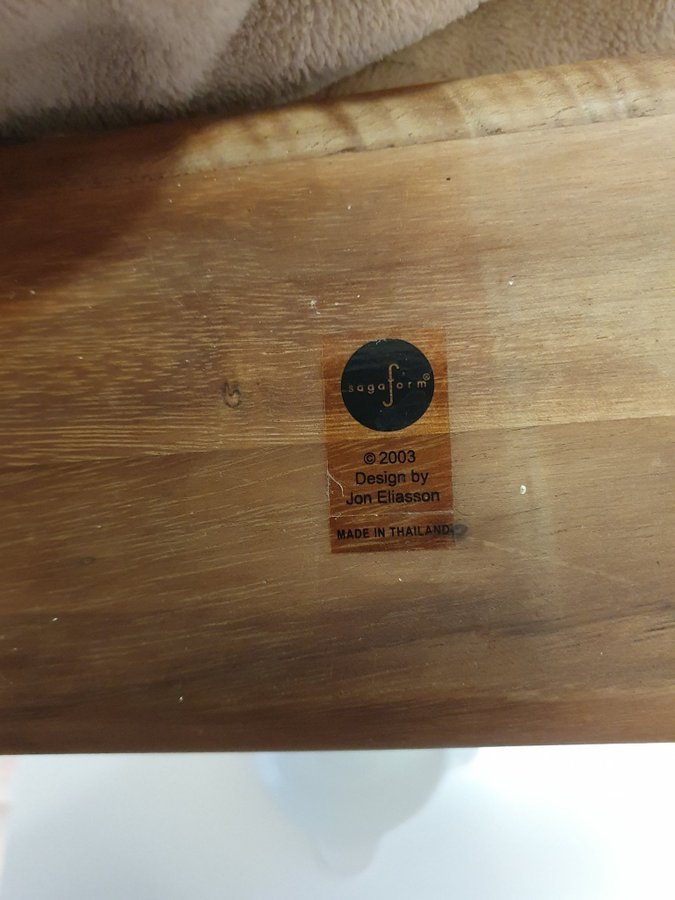 sagaform®
© 2003
Design by
Jon Eliasson
MADE IN THAILAND